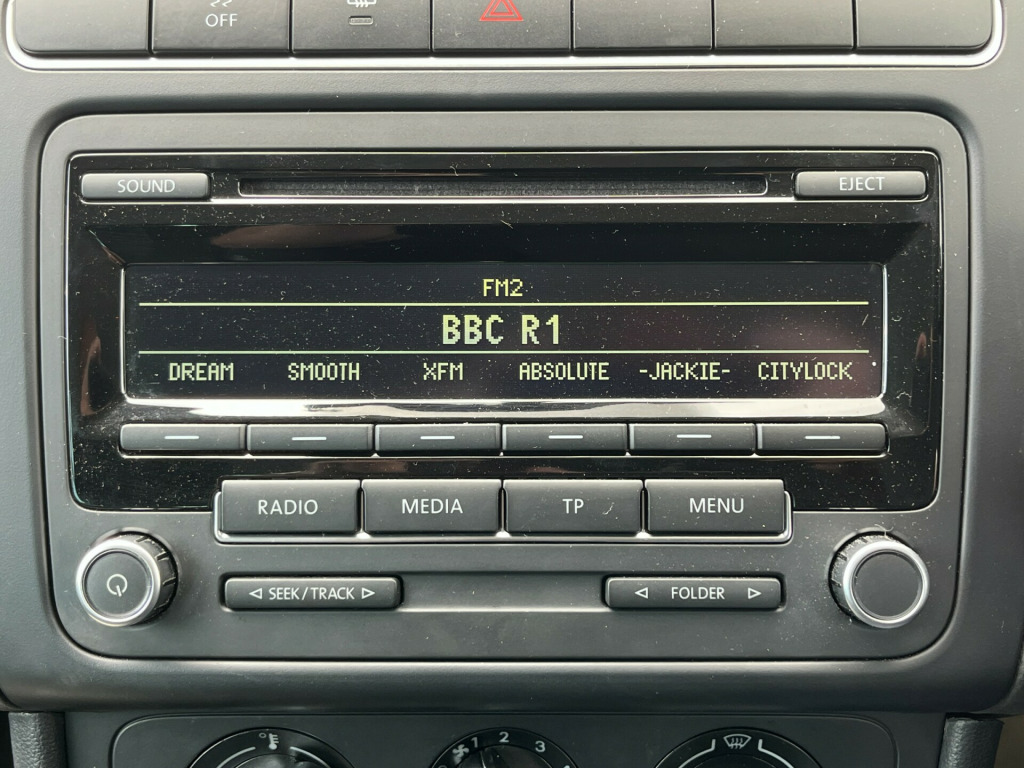 OFF
SOUND
EJECT
FM2
BBC R1
DREAM SMOOTH XFM ABSOLUTE -JACKIE- CITYLOCK
RADIO MEDIA TP MENU
SEEK/TRACK FOLDER
1 2 3